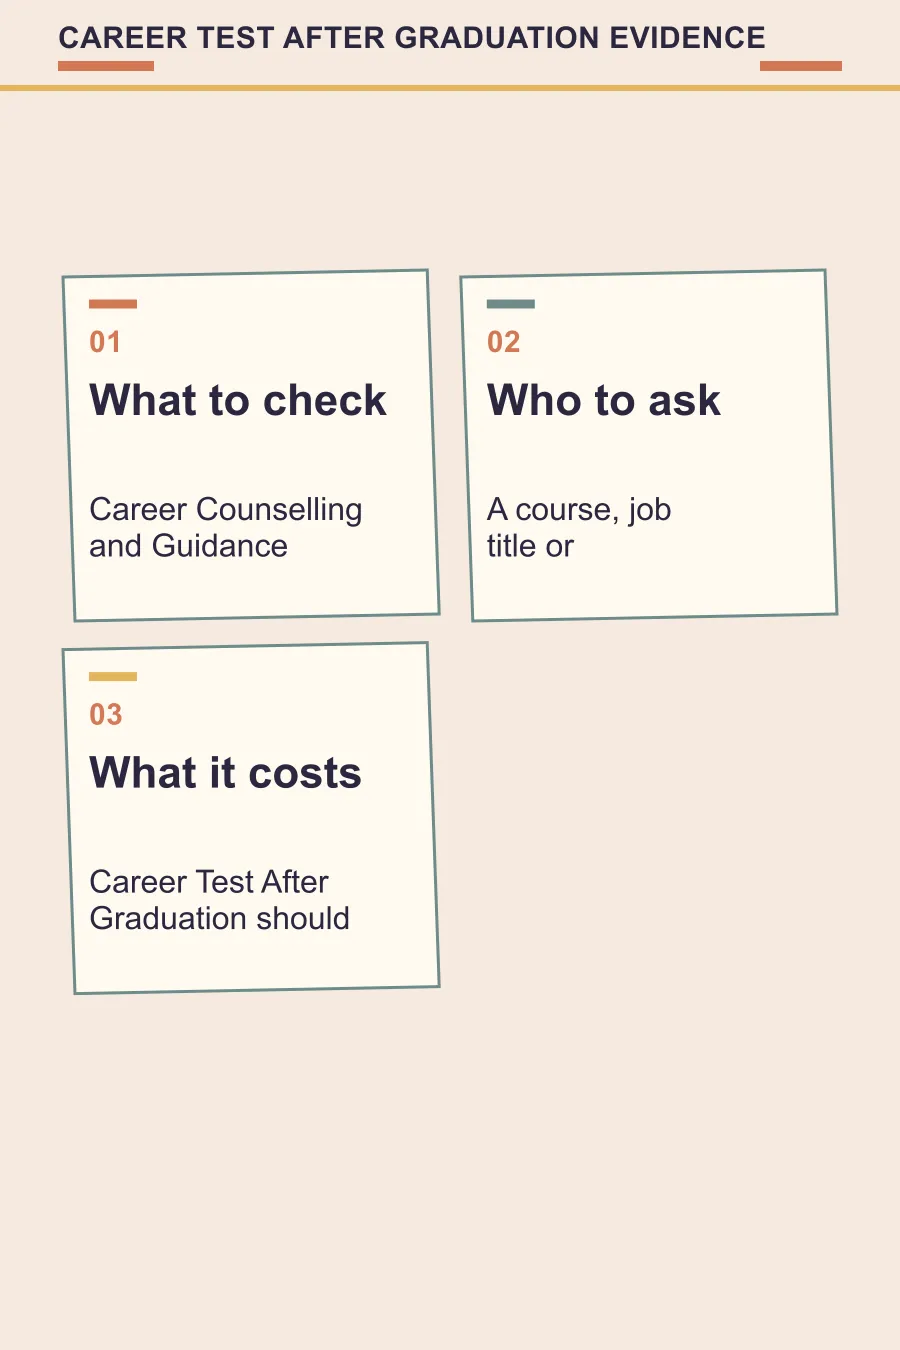 CAREER TEST AFTER GRADUATION EVIDENCE
01
What to check
Career Counselling
and Guidance
02
Who to ask
A course, job
title or
03
What it costs
Career Test After
Graduation should